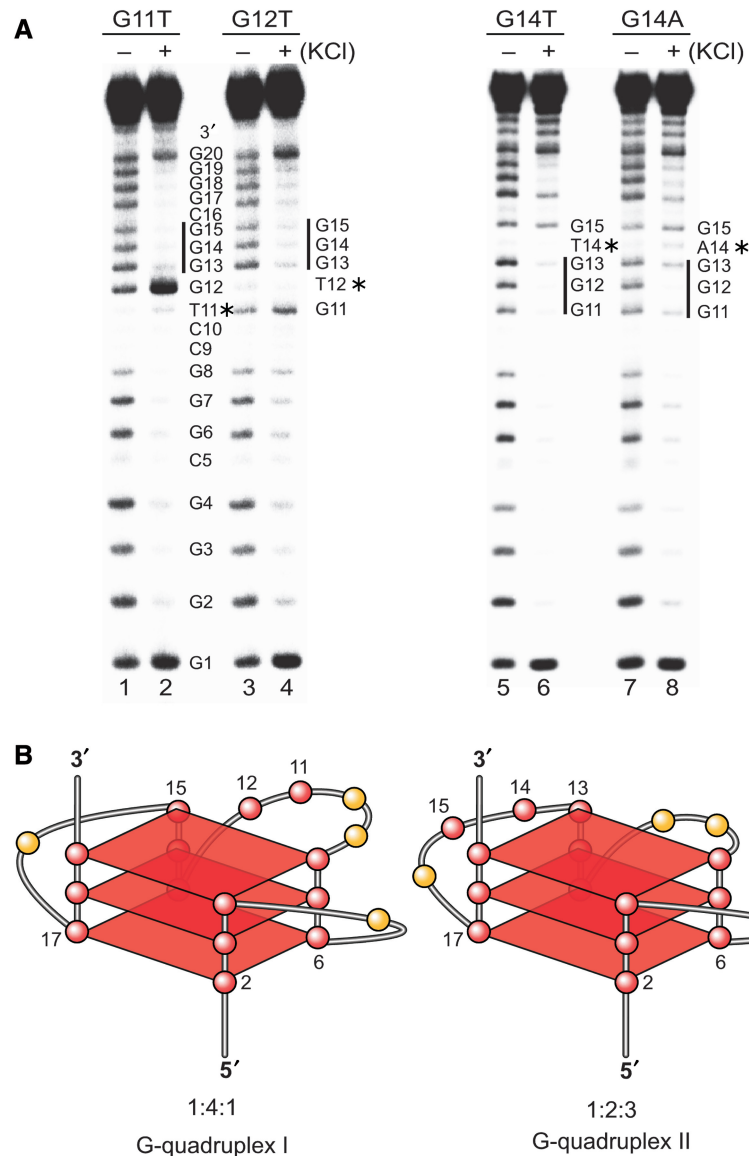 A
G11T G12T G14T G14A
– + – + (KCl) – + – + (KCl)
3′
G20
G19
G18
G17
C16
G15 G15 G15 G15
G14 G14 T14* A14*
G13 G13 G13 G13
G12 T12* G12 G12
T11* G11 G11 G11
C10
C9
G8
G7
G6
C5
G4
G3
G2
G1
1 2 3 4 5 6 7 8
B
3′ 3′
15 12 11 15 14 13
17 6 17 6
2 2
5′ 5′
1:4:1 1:2:3
G-quadruplex I G-quadruplex II